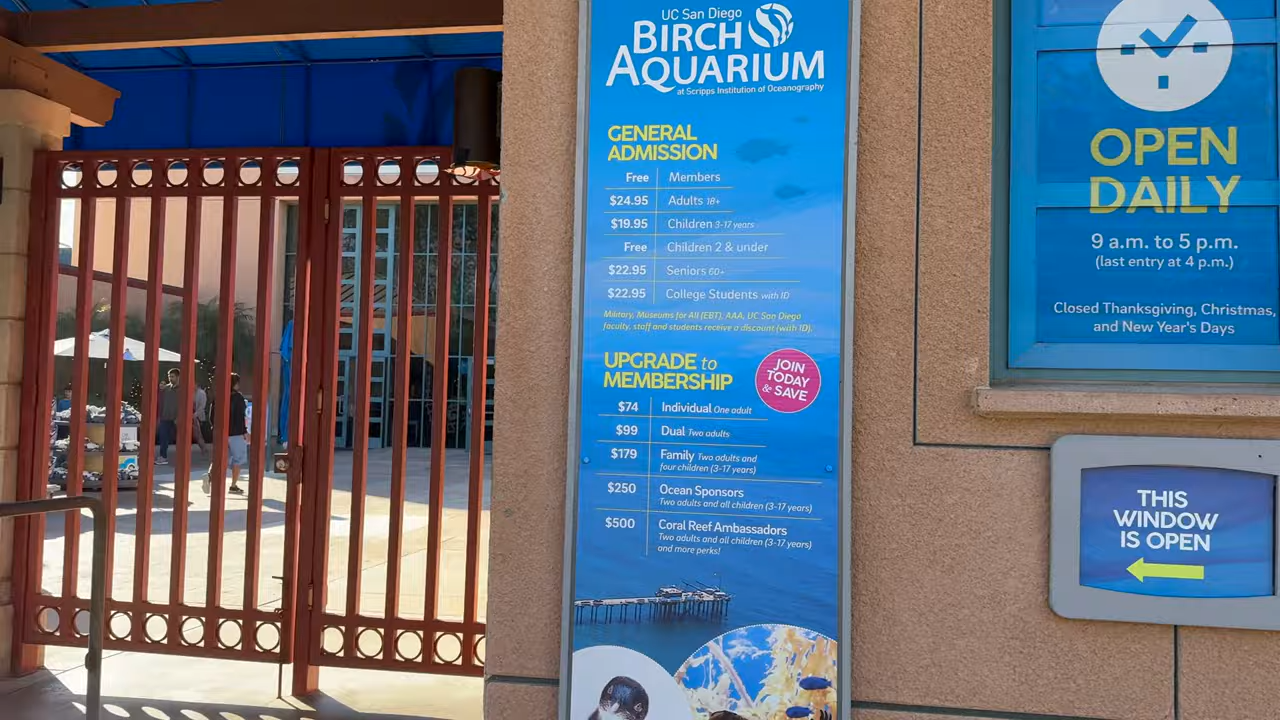 UC San Diego
BIRCH
AQUARIUM
at Scripps Institution of Oceanography
GENERAL
ADMISSION
Free Members
$24.95 Adults 18+
$19.95 Children 3-17 years
Free Children 2 & under
$22.95 Seniors 60+
$22.95 College Students with ID
Military, Museums for All (EBT), AAA, UC San Diego
faculty, staff and students receive a discount (with ID).
UPGRADE to
MEMBERSHIP
JOIN
TODAY
& SAVE
$74 Individual One adult
$99 Dual Two adults
$179 Family Two adults and
four children (3-17 years)
$250 Ocean Sponsors
Two adults and all children (3-17 years)
$500 Coral Reef Ambassadors
Two adults and all children (3-17 years)
and more perks!
OPEN
DAILY
9 a.m. to 5 p.m.
(last entry at 4 p.m.)
Closed Thanksgiving, Christmas,
and New Year's Days
THIS
WINDOW
IS OPEN